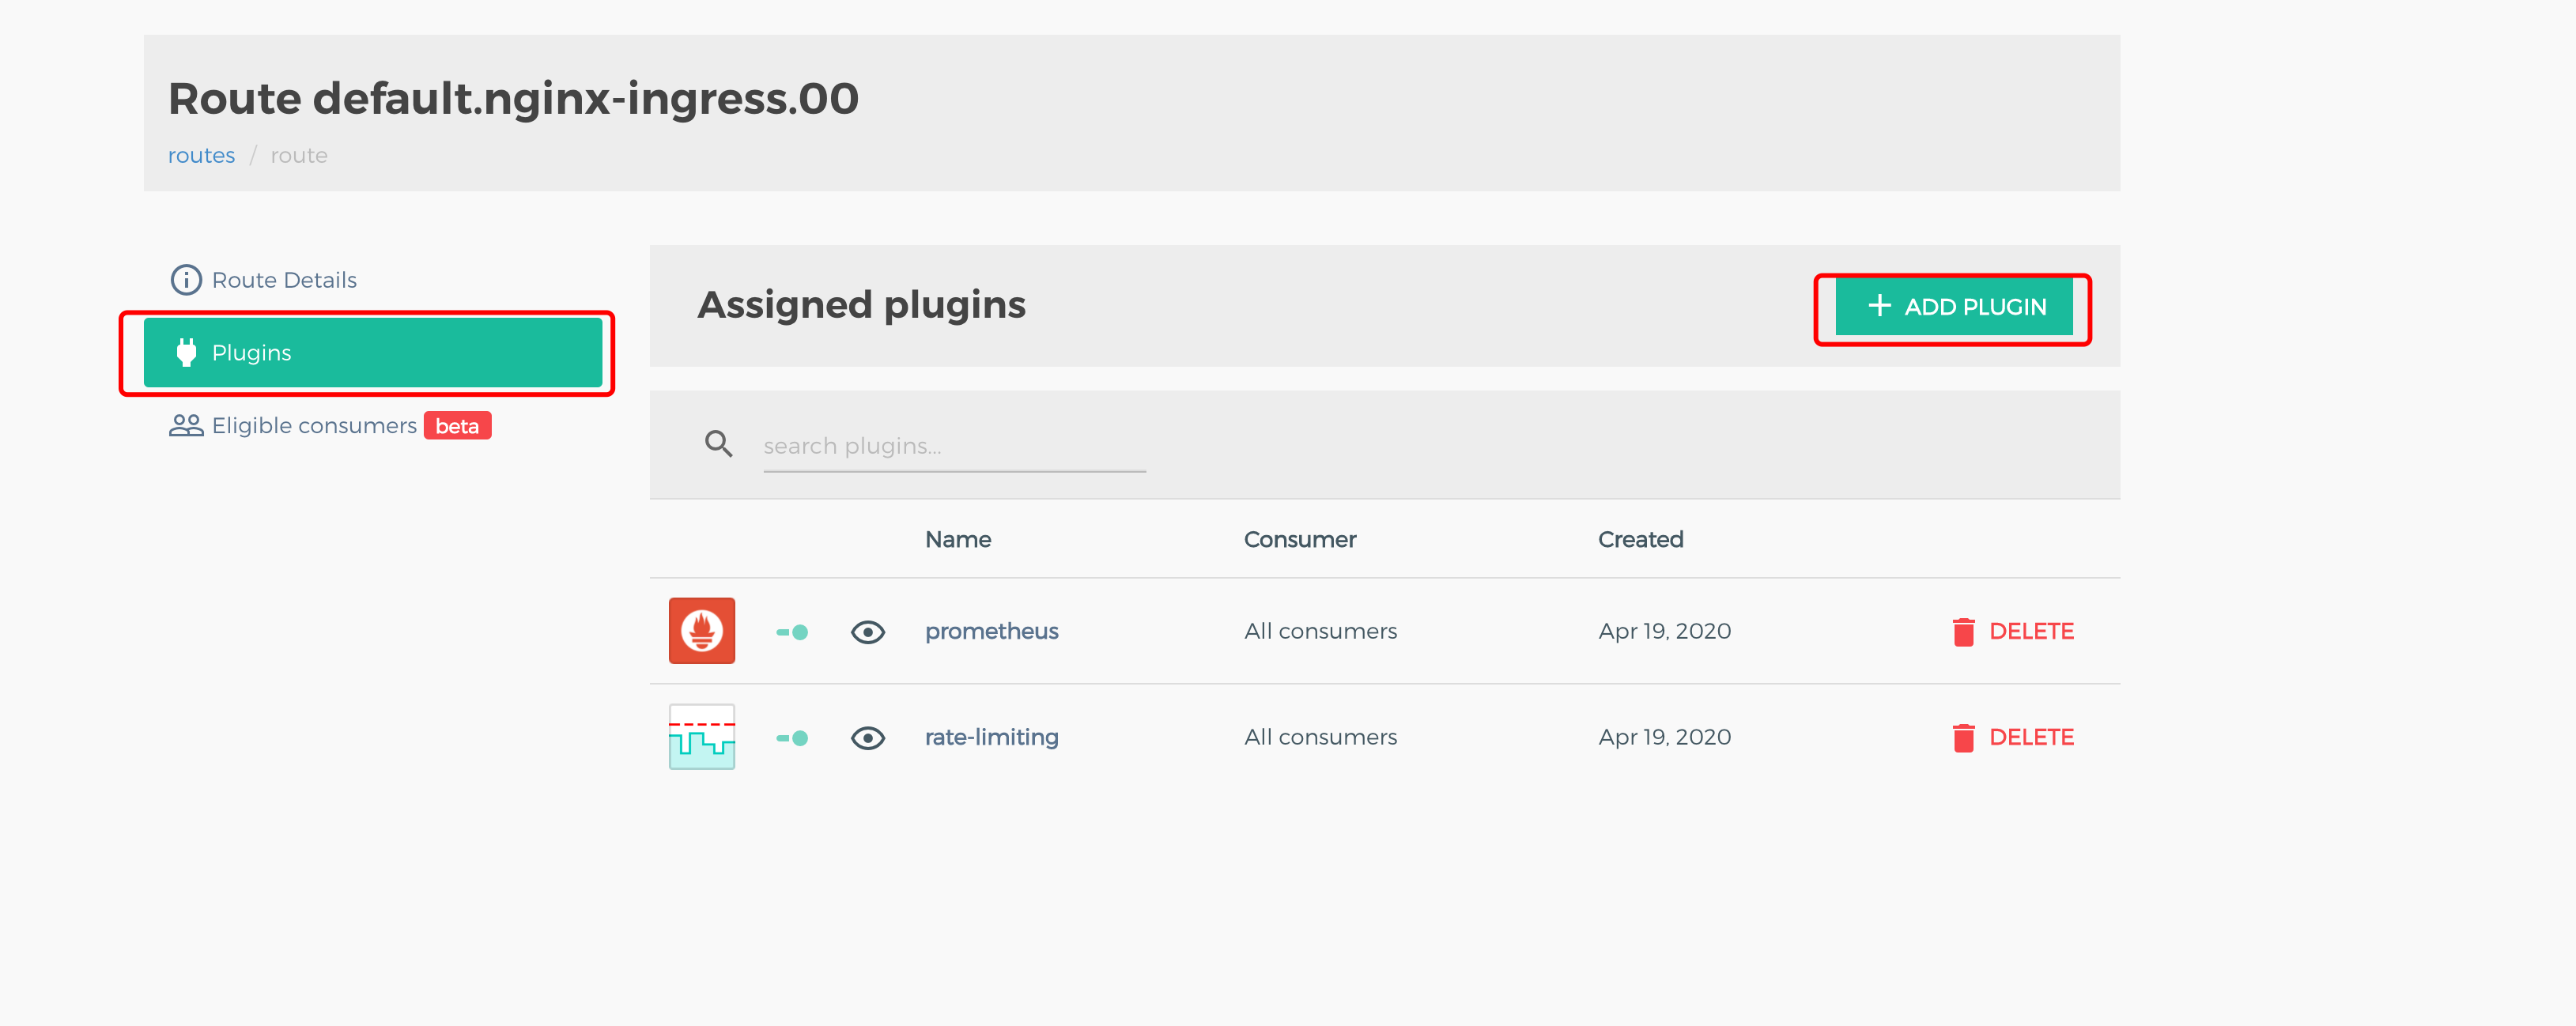 Route default.nginx-ingress.00
routes / route
Route Details
Plugins
Eligible consumers beta
Assigned plugins
ADD PLUGIN
search plugins...
Name Consumer Created
prometheus All consumers Apr 19, 2020 DELETE
rate-limiting All consumers Apr 19, 2020 DELETE